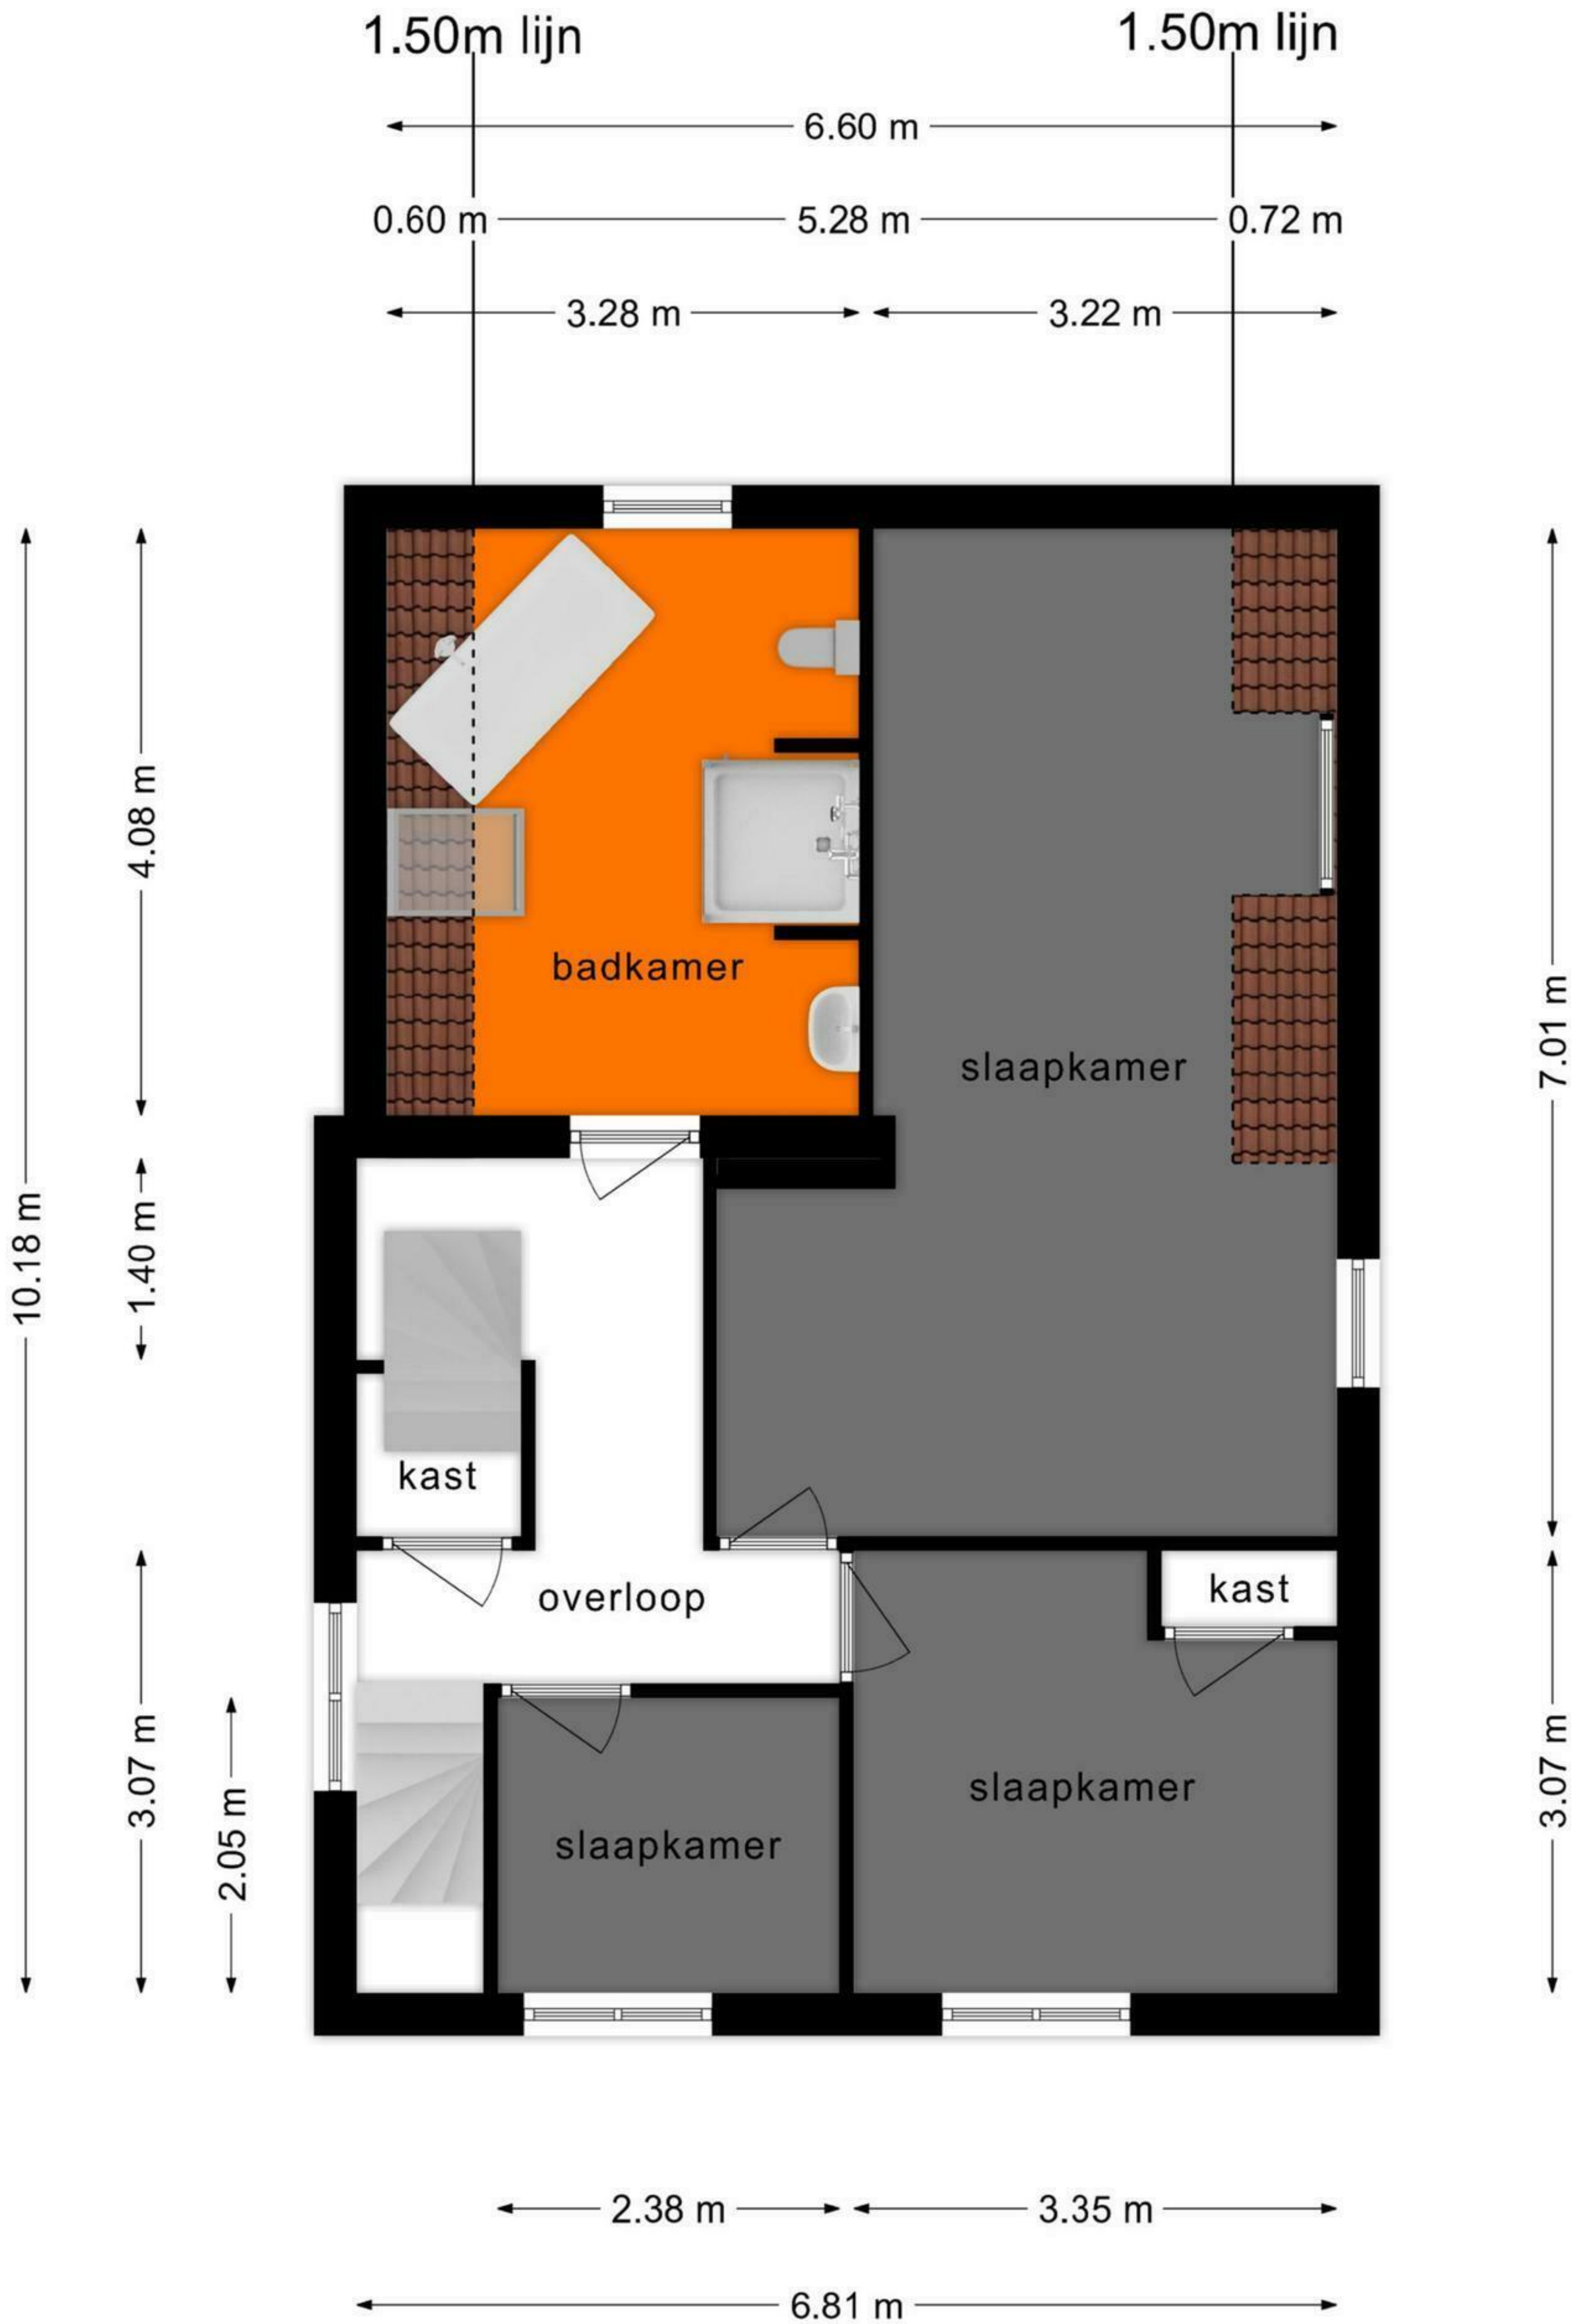 1.50m lijn
1.50m lijn
6.60 m
0.60 m
5.28 m
0.72 m
3.28 m
3.22 m
4.08 m
badkamer
slaapkamer
7.01 m
10.18 m
1.40 m
kast
overloop
kast
3.07 m
2.05 m
slaapkamer
slaapkamer
3.07 m
2.38 m
3.35 m
6.81 m